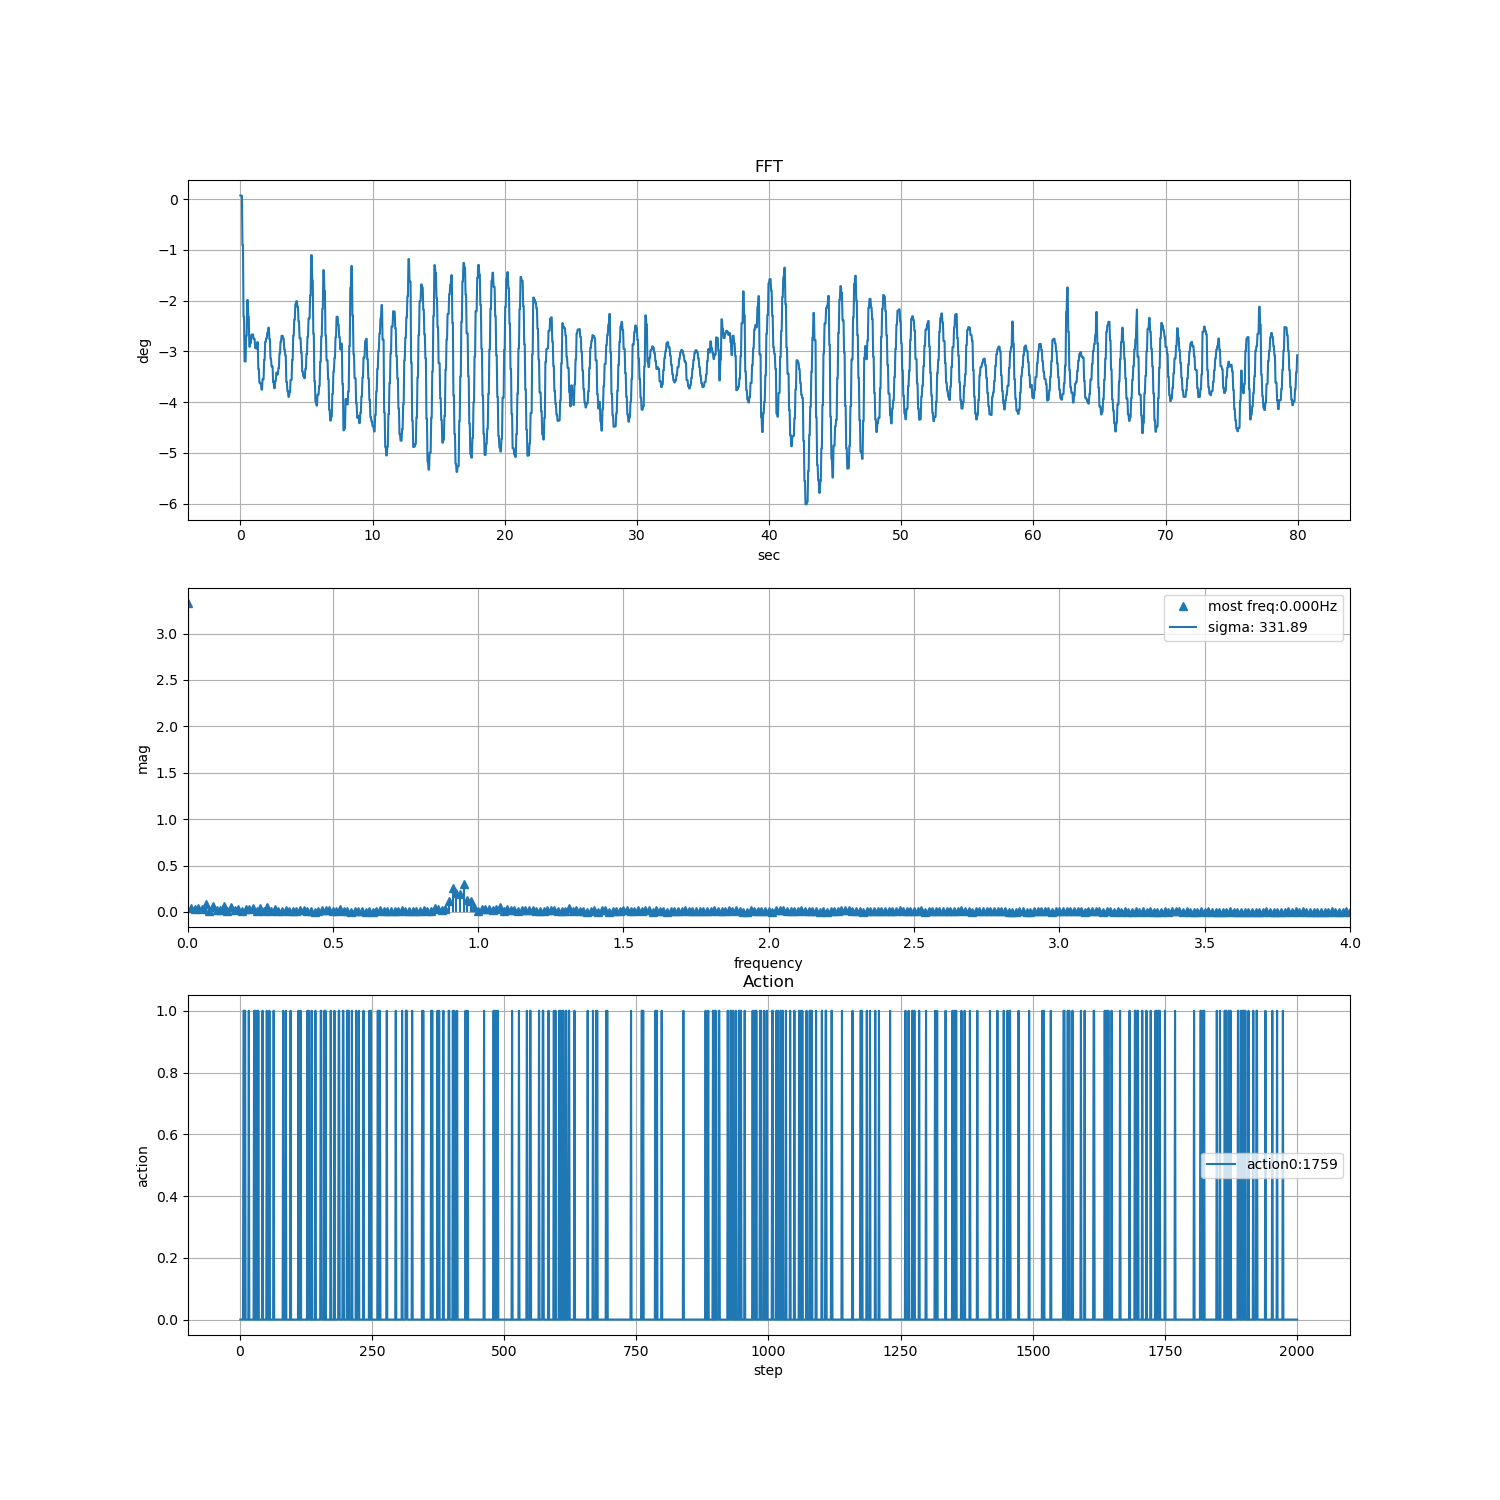 FFT
0
−1
−2
−3
−4
−5
−6
deg
0 10 20 30 40 50 60 70 80
sec
most freq:0.000Hz
sigma: 331.89
3.0
2.5
2.0
1.5
1.0
0.5
0.0
mag
0.0 0.5 1.0 1.5 2.0 2.5 3.0 3.5 4.0
frequency
Action
1.0
0.8
0.6
0.4
0.2
0.0
action
action0:1759
0 250 500 750 1000 1250 1500 1750 2000
step